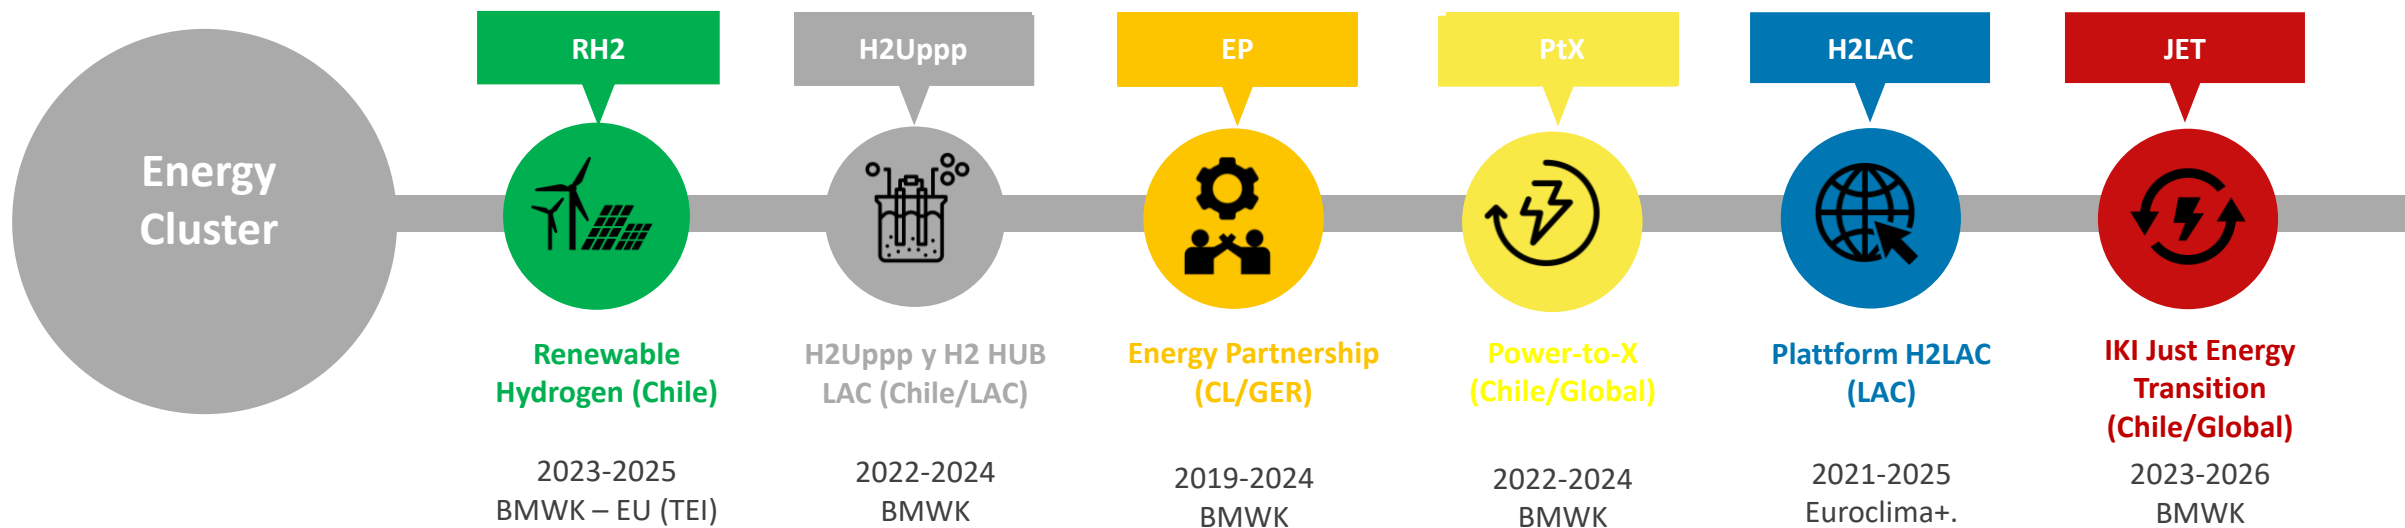 Energy
Cluster
RH2
Renewable
Hydrogen (Chile)
2023-2025
BMWK – EU (TEI)
H2Uppp
H2Uppp y H2 HUB
LAC (Chile/LAC)
2022-2024
BMWK
EP
Energy Partnership
(CL/GER)
2019-2024
BMWK
PtX
Power-to-X
(Chile/Global)
2022-2024
BMWK
H2LAC
Plattform H2LAC
(LAC)
2021-2025
Euroclima+.
JET
IKI Just Energy
Transition
(Chile/Global)
2023-2026
BMWK